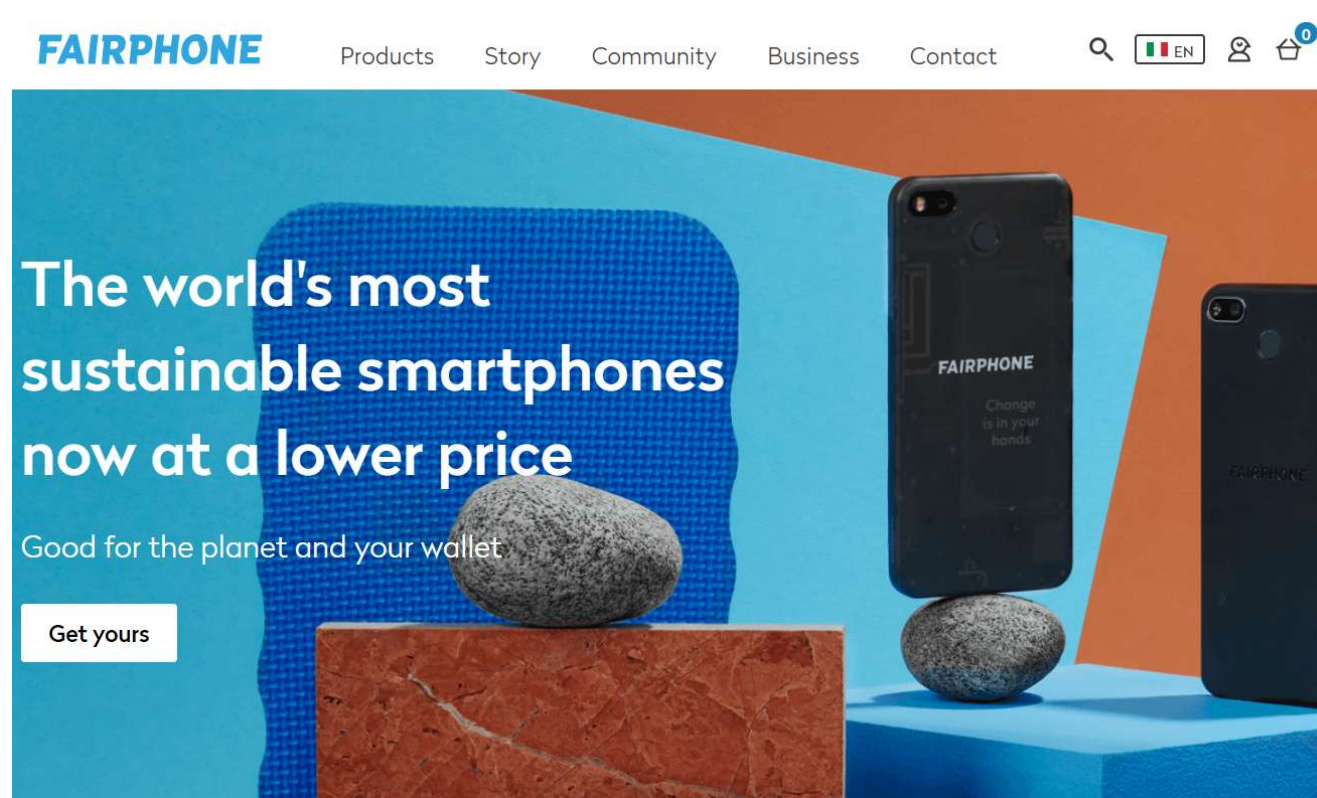 FAIRPHONE
Products Story Community Business Contact
EN
0
The world's most
sustainable smartphones
now at a lower price
Good for the planet and your wallet
Get yours
FAIRPHONE
Change
is in your
hands
FAIRPHONE